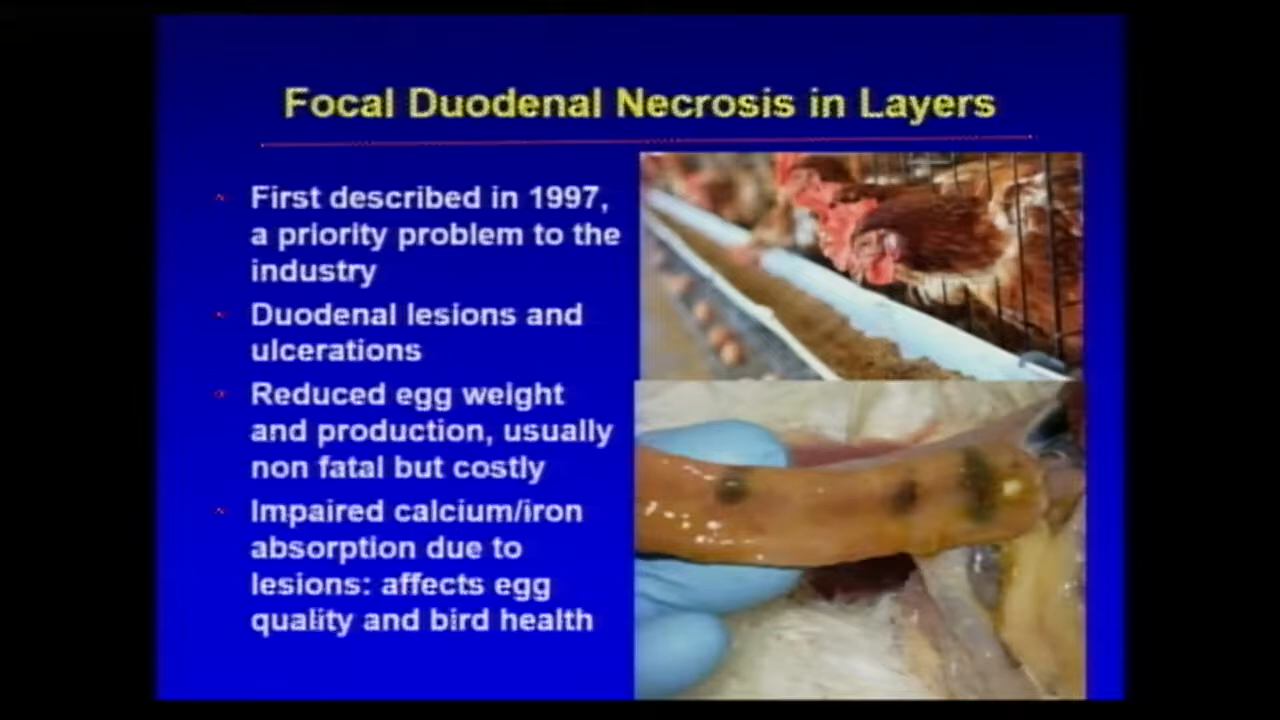 Focal Duodenal Necrosis in Layers
First described in 1997,
a priority problem to the
industry
Duodenal lesions and
ulcerations
Reduced egg weight
and production, usually
non fatal but costly
Impaired calcium/iron
absorption due to
lesions: affects egg
quality and bird health